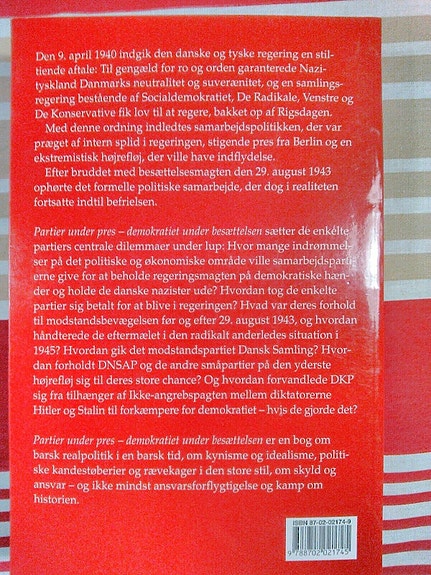 Den 9. april 1940 indgik den danske og tyske regering en stil-
tiende aftale: Til gengæld for ro og orden garanterede Nazi-
tyskland Danmarks neutralitet og suverænitet, og en samlings-
regering bestående af Socialdemokratiet, De Radikale, Venstre og
De Konservative fik lov til at regere, bakket op af Rigsdagen.
Med denne ordning indledtes samarbejdspolitikken, der var
præget af intern splid i regeringen, stigende pres fra Berlin og en
ekstremistisk højrefløj, der ville have indflydelse.
Efter bruddet med besættelsesmagten den 29. august 1943
ophørte det formelle politiske samarbejde, der dog i realiteten
fortsatte indtil befrielsen.
Partier under pres – demokratiet under besættelsen sætter de enkelte
partiers centrale dilemmaer under lup: Hvor mange indrømmel-
ser på det politiske og økonomiske område ville samarbejdsparti-
erne give for at beholde regeringsmagten på demokratiske hæn-
der og holde de danske nazister ude? Hvordan tog de enkelte
partier sig betalt for at blive i regeringen? Hvad var deres forhold
til modstandsbevægelsen før og efter 29. august 1943, og hvordan
håndterede de eftermælet i den radikalt anderledes situation i
1945? Hvordan gik det modstandspartiet Dansk Samling? Hvor-
dan forholdt DNSAP og de andre småpartier på den yderste
højrefløj sig til deres store chance? Og hvordan forvandlede DKP
sig fra tilhænger af Ikke-angrebspagten mellem diktatorerne
Hitler og Stalin til forkæmpere for demokratiet – hvis de gjorde det?
Partier under pres – demokratiet under besættelsen er en bog om
barsk realpolitik i en barsk tid, om kynisme og idealisme, politi-
ske kandestøberier og rævekager i den store stil, om skyld og
ansvar – og ikke mindst ansvarsforflygtigelse og kamp om
historien.
ISBN 87-02-02174-9
9 788702 021745